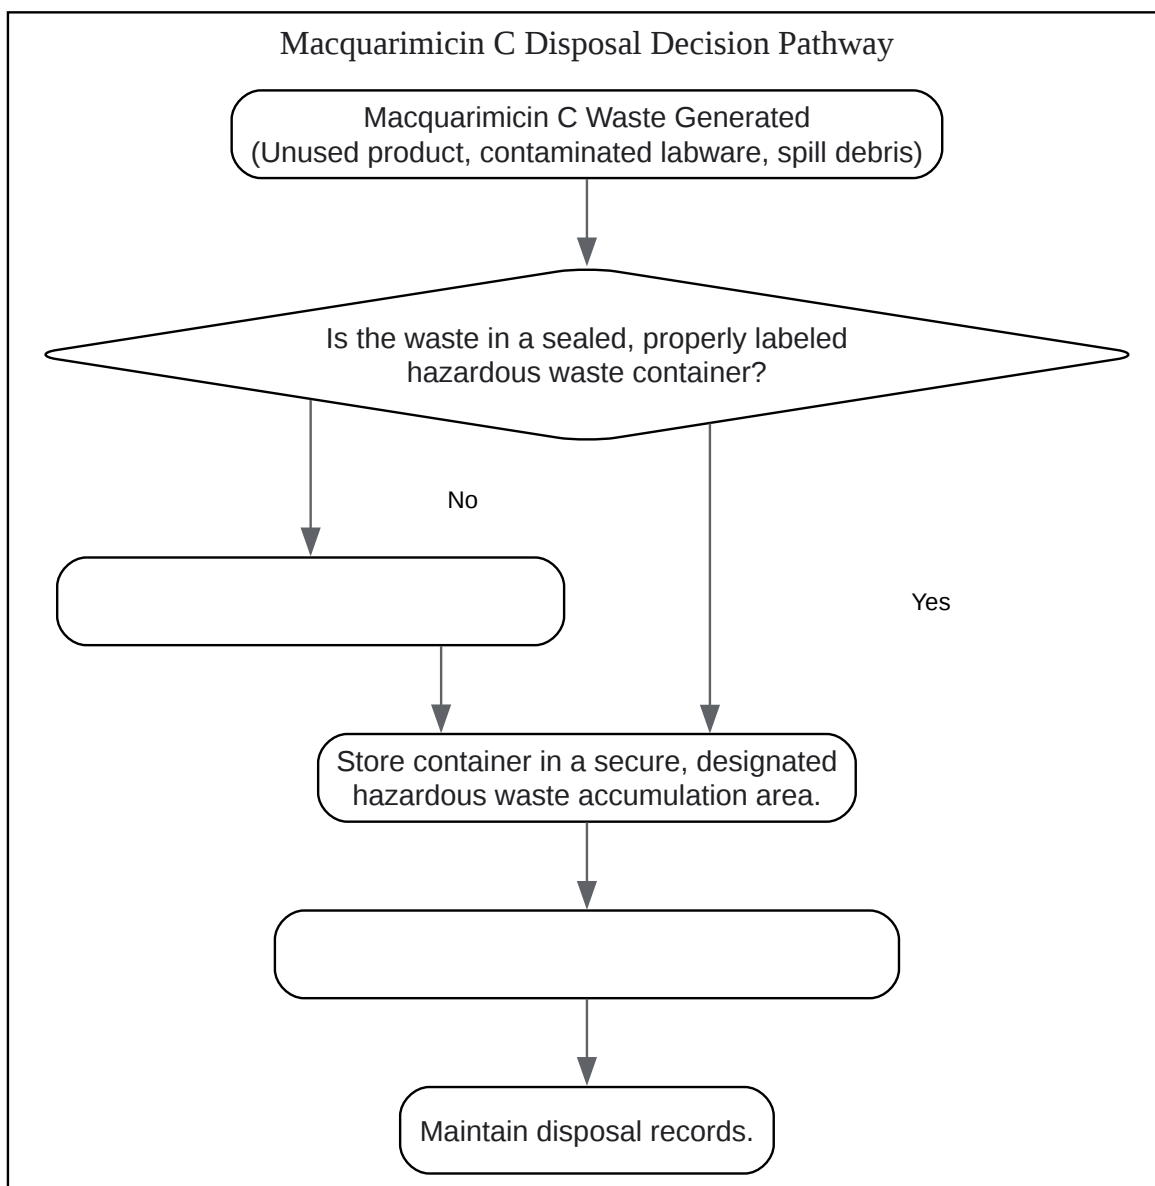 Macquarimicin C Disposal Decision Pathway
Macquarimicin C Waste Generated
(Unused product, contaminated labware, spill debris)
Is the waste in a sealed, properly labeled
hazardous waste container?
No
Yes
Store container in a secure, designated
hazardous waste accumulation area.
Maintain disposal records.